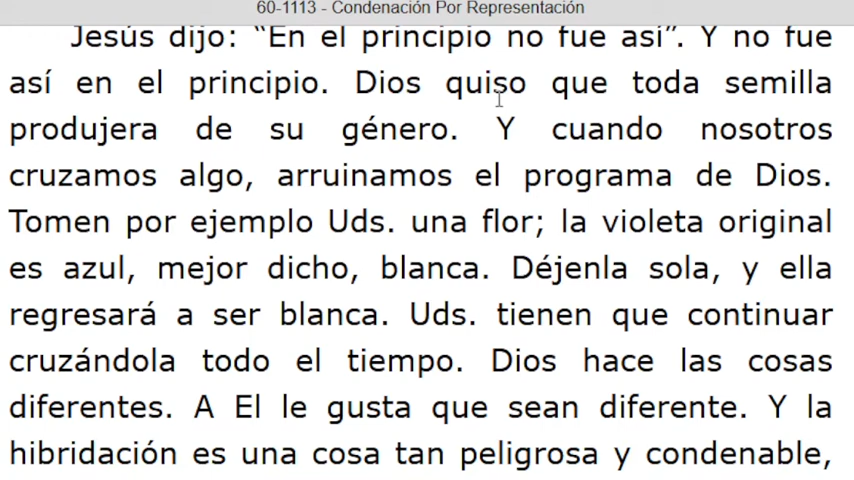 60-1113 - Condenación Por Representación
Jesús dijo: “En el principio no fue así”. Y no fue
así en el principio. Dios quiso que toda semilla
produjera de su género. Y cuando nosotros
cruzamos algo, arruinamos el programa de Dios.
Tomen por ejemplo Uds. una flor; la violeta original
es azul, mejor dicho, blanca. Déjenla sola, y ella
regresará a ser blanca. Uds. tienen que continuar
cruzándola todo el tiempo. Dios hace las cosas
diferentes. A El le gusta que sean diferente. Y la
hibridación es una cosa tan peligrosa y condenable,